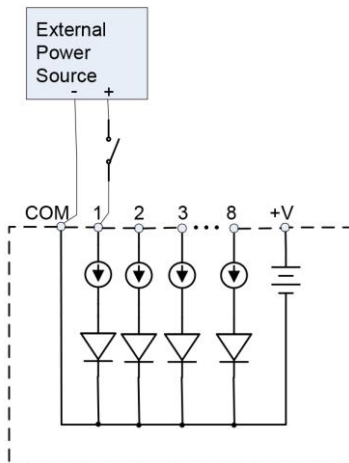 External
Power
Source
- +
COM 1 2 3 ••• 8 +V